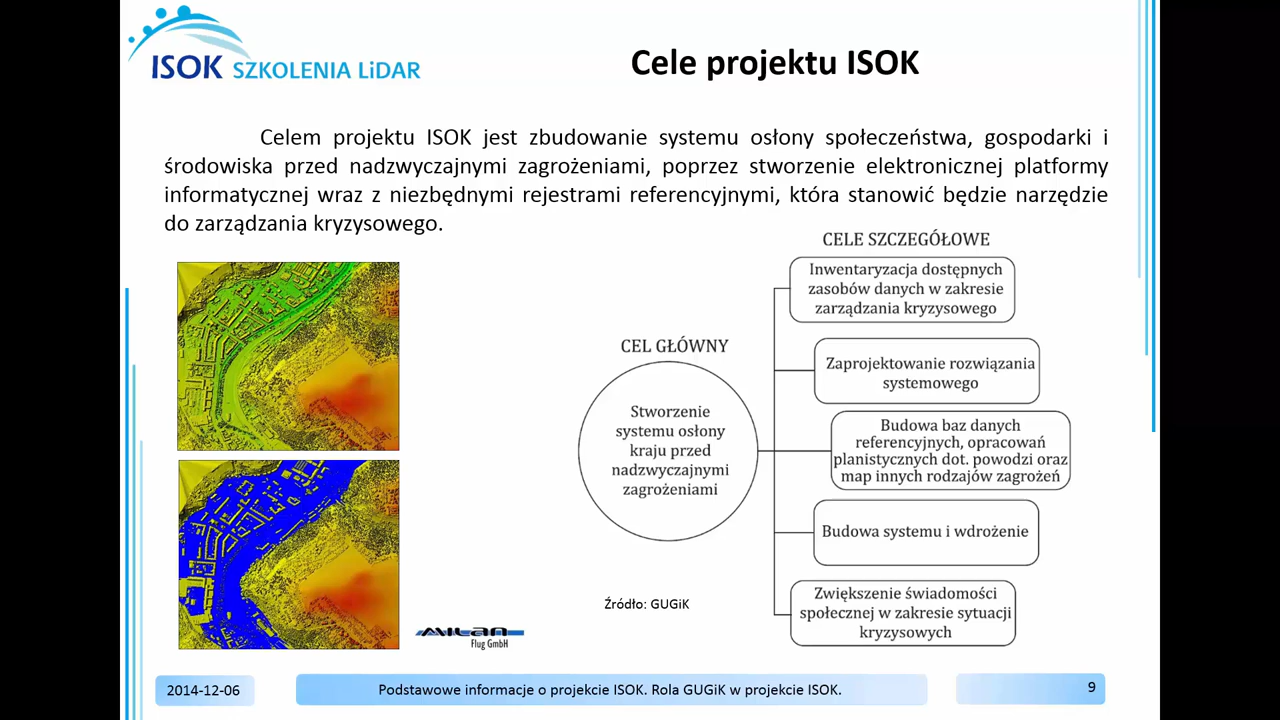 ISOK SZKOLENIA LiDAR
Cele projektu ISOK
Celem projektu ISOK jest zbudowanie systemu osłony społeczeństwa, gospodarki i
środowiska przed nadzwyczajnymi zagrożeniami, poprzez stworzenie elektronicznej platformy
informatycznej wraz z niezbędnymi rejestrami referencyjnymi, która stanowić będzie narzędzie
do zarządzania kryzysowego.
CEL GŁÓWNY
Stworzenie
systemu osłony
kraju przed
nadzwyczajnymi
zagrożeniami
CELE SZCZEGÓŁOWE
Inwentaryzacja dostępnych
zasobów danych w zakresie
zarządzania kryzysowego
Zaprojektowanie rozwiązania
systemowego
Budowa baz danych
referencyjnych, opracowań
planistycznych dot. powodzi oraz
map innych rodzajów zagrożeń
Budowa systemu i wdrożenie
Zwiększenie świadomości
społecznej w zakresie sytuacji
kryzysowych
Źródło: GUGiK
MILAN
Flug GmbH
2014-12-06
Podstawowe informacje o projekcie ISOK. Rola GUGiK w projekcie ISOK.
9